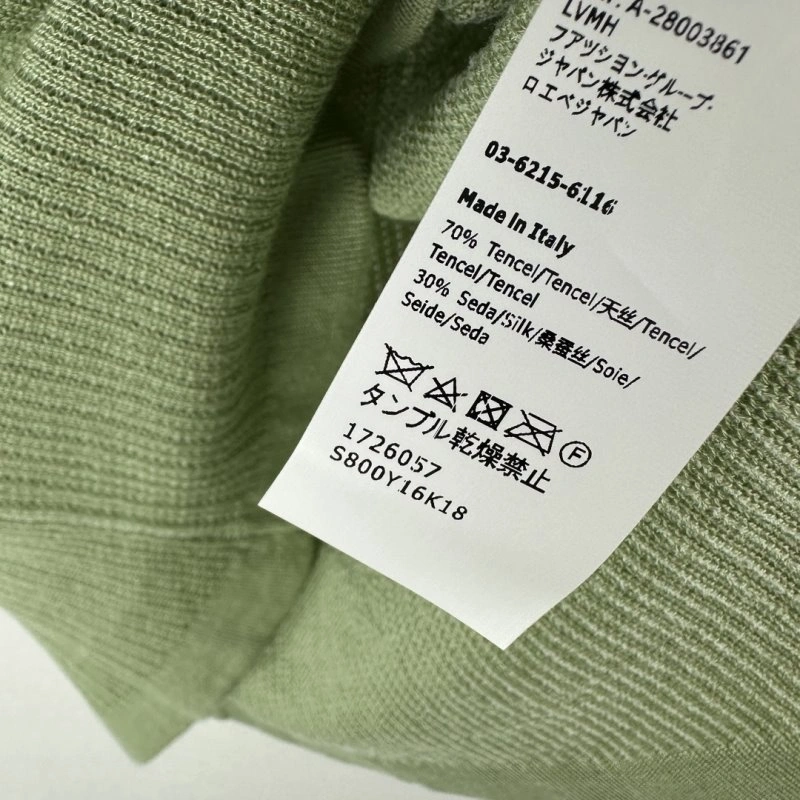 A-28003861
LVMH
ファッション・グループ・
ジャパン株式会社
ロエベジャパン
03-6215-6116
Made in Italy
70% Tencel/Tencel/天丝/Tencel/
Tencel/Tencel
30% Seda/Silk/桑蚕丝/Soie/
Seide/Seda
F
タンブル乾燥禁止
1726057
S800Y16K18